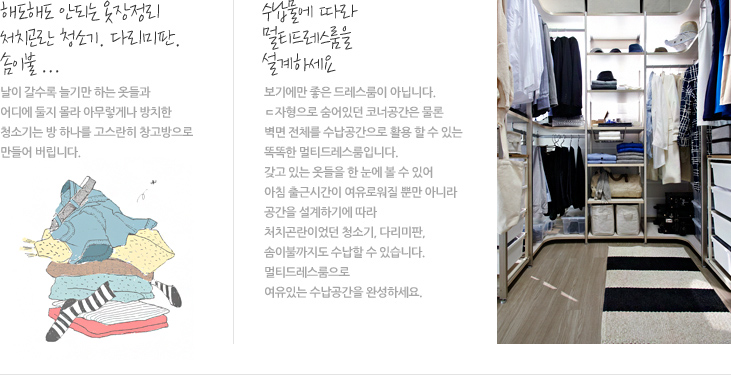 해도해도 안되는 옷장정리
처치곤란 청소기. 다리미판.
솜이불 ...
날이 갈수록 늘기만 하는 옷들과
어디에 둘지 몰라 아무렇게나 방치한
청소기는 방 하나를 고스란히 창고방으로
만들어 버립니다.
수납물에 따라
멀티드레스룸을
설계하세요
보기에만 좋은 드레스룸이 아닙니다.
ㄷ자형으로 숨어있던 코너공간은 물론
벽면 전체를 수납공간으로 활용 할 수 있는
똑똑한 멀티드레스룸입니다.
갖고 있는 옷들을 한 눈에 볼 수 있어
아침 출근시간이 여유로워질 뿐만 아니라
공간을 설계하기에 따라
처치곤란이었던 청소기, 다리미판,
솜이불까지도 수납할 수 있습니다.
멀티드레스룸으로
여유있는 수납공간을 완성하세요.